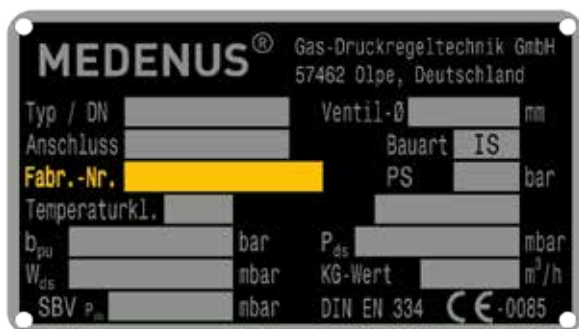 MEDENUS® Gas-Druckregeltechnik GmbH
57462 Olpe, Deutschland
Typ / DN Ventil-Ø mm
Anschluss Bauart IS
Fabr.-Nr. PS bar
Temperaturkl.
bpu bar Pds mbar
Wds mbar KG-Wert m³/h
SBV Pm mbar DIN EN 334 CE-0085